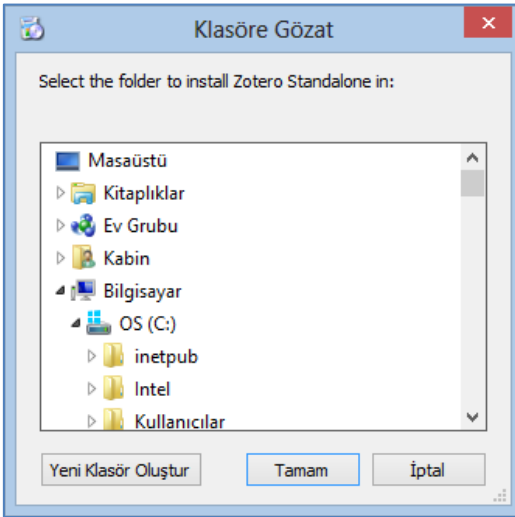 Klasöre Gözat
Select the folder to install Zotero Standalone in:
Masaüstü
Kitaplıklar
Ev Grubu
Kabin
Bilgisayar
OS (C:)
inetpub
Intel
Kullanıcılar
Yeni Klasör Oluştur Tamam İptal